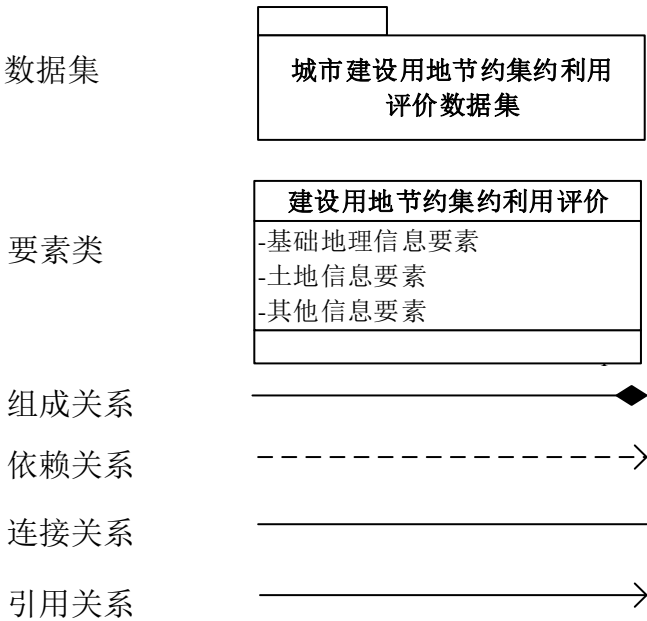 数据集
城市建设用地节约集约利用
评价数据集
要素类
建设用地节约集约利用评价
-基础地理信息要素
-土地信息要素
-其他信息要素
组成关系
依赖关系
连接关系
引用关系